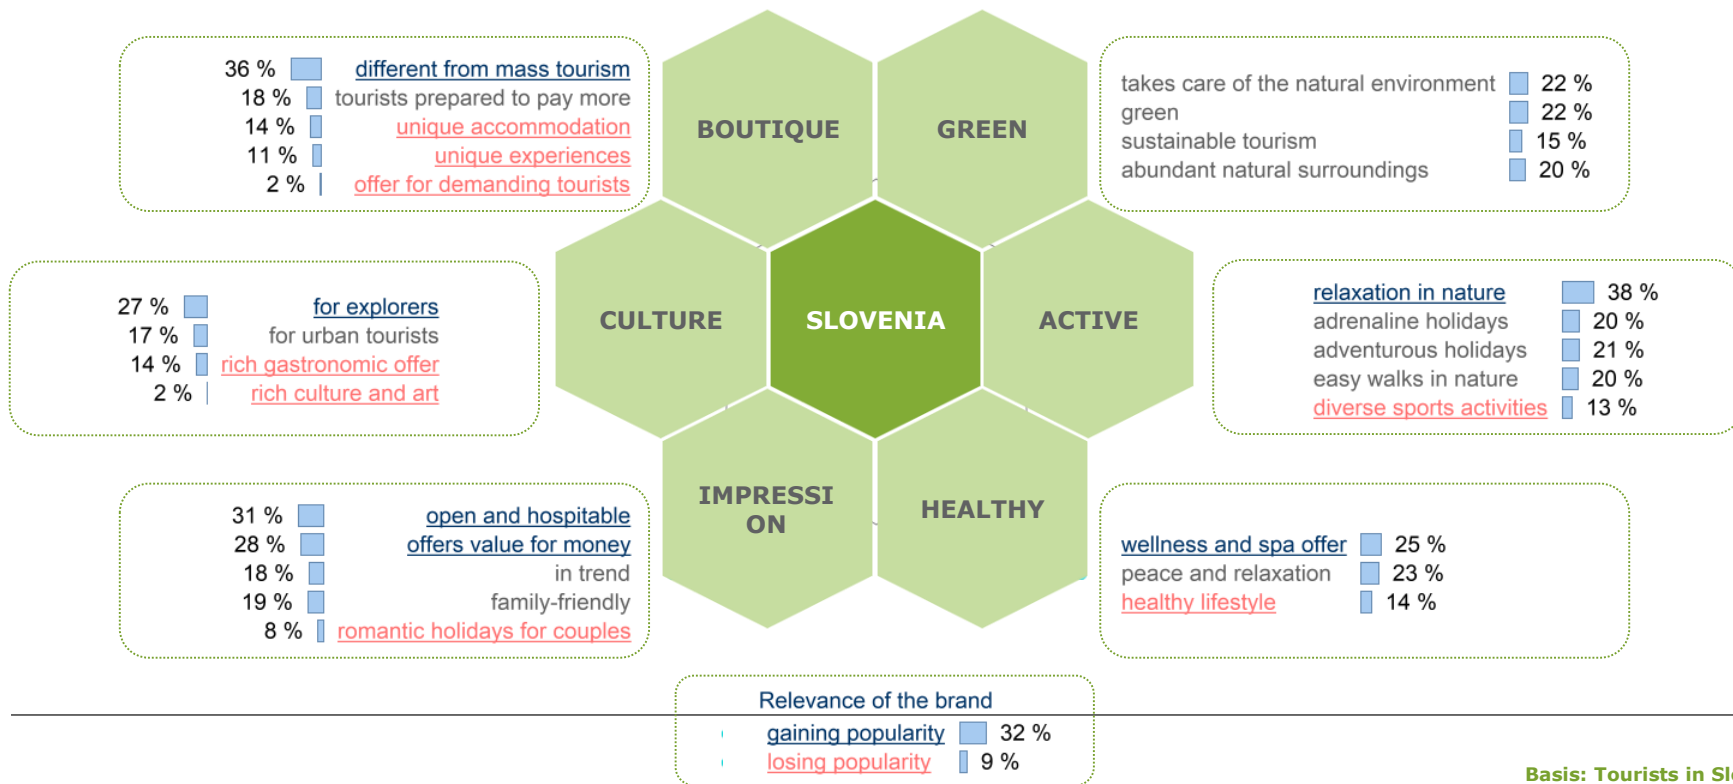 BOUTIQUE
36 % different from mass tourism
18 % tourists prepared to pay more
14 % unique accommodation
11 % unique experiences
2 % offer for demanding tourists
GREEN
takes care of the natural environment 22 %
green 22 %
sustainable tourism 15 %
abundant natural surroundings 20 %
CULTURE
27 % for explorers
17 % for urban tourists
14 % rich gastronomic offer
2 % rich culture and art
SLOVENIA
ACTIVE
relaxation in nature 38 %
adrenaline holidays 20 %
adventurous holidays 21 %
easy walks in nature 20 %
diverse sports activities 13 %
IMPRESSI
ON
31 % open and hospitable
28 % offers value for money
18 % in trend
19 % family-friendly
8 % romantic holidays for couples
HEALTHY
wellness and spa offer 25 %
peace and relaxation 23 %
healthy lifestyle 14 %
Relevance of the brand
gaining popularity 32 %
losing popularity 9 %
Basis: Tourists in